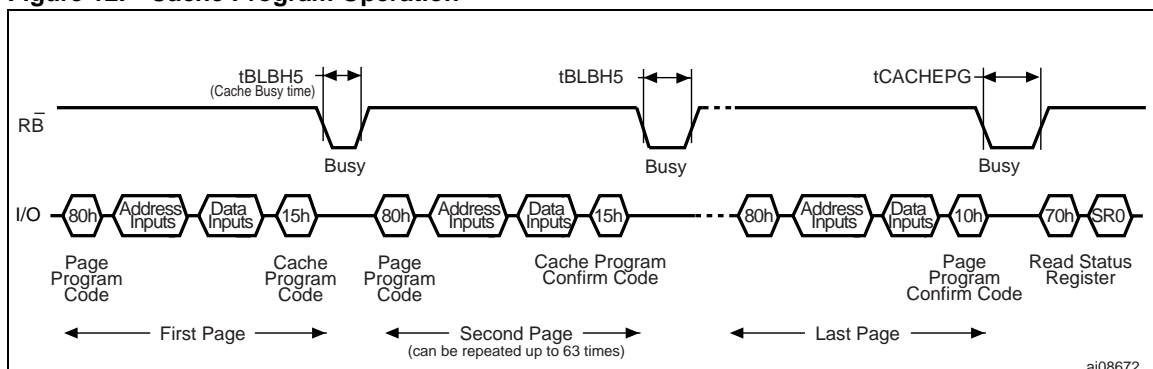 Figure 12. Cache Program Operation
tBLBH5
(Cache Busy time)
tBLBH5
tCACHEPG
RB
Busy
Busy
Busy
I/O
80h
Address
Inputs
Data
Inputs
15h
80h
Address
Inputs
Data
Inputs
15h
80h
Address
Inputs
Data
Inputs
10h
70h
SR0
Page
Program
Code
Cache
Program
Code
Page
Program
Code
Cache Program
Confirm Code
Page
Program
Confirm Code
Read Status
Register
First Page
Second Page
(can be repeated up to 63 times)
Last Page
ai08672